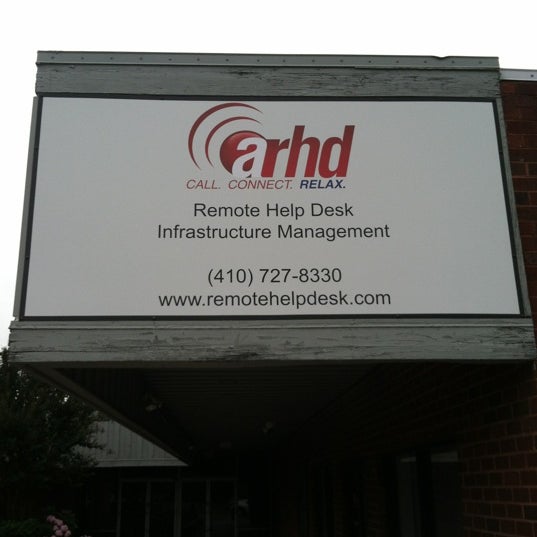 arhd
CALL. CONNECT. RELAX.
Remote Help Desk
Infrastructure Management
(410) 727-8330
www.remotehelpdesk.com